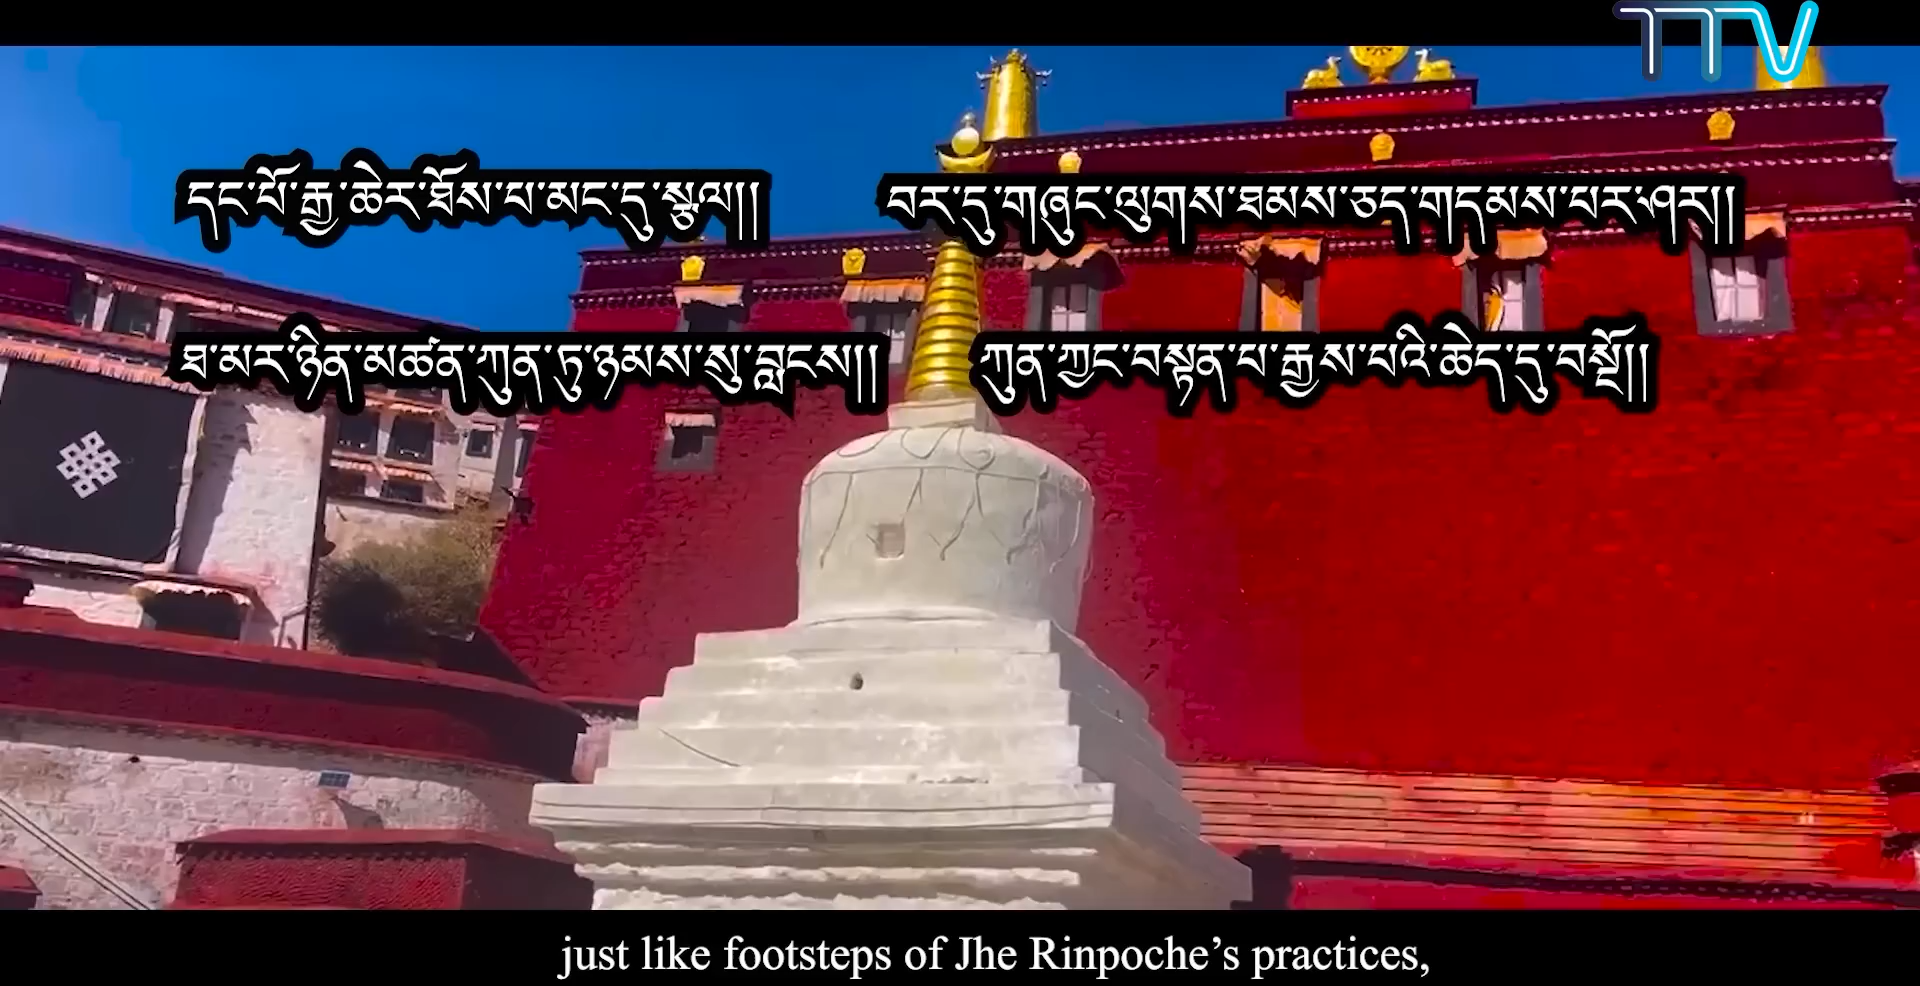 TTV
དང་པོ་རྒྱ་ཆེར་ཐོས་པ་མང་དུ་སྩལ།།	བར་དུ་གཞུང་ལུགས་ཐམས་ཅད་གདམས་པར་ཤར།།
ཐ་མར་ཉིན་མཚན་ཀུན་ཏུ་ཉམས་སུ་བླངས།།	ཀུན་ཀྱང་བསྟན་པ་རྒྱས་པའི་ཆེད་དུ་བསྔོ།།
just like footsteps of Jhe Rinpoche’s practices,